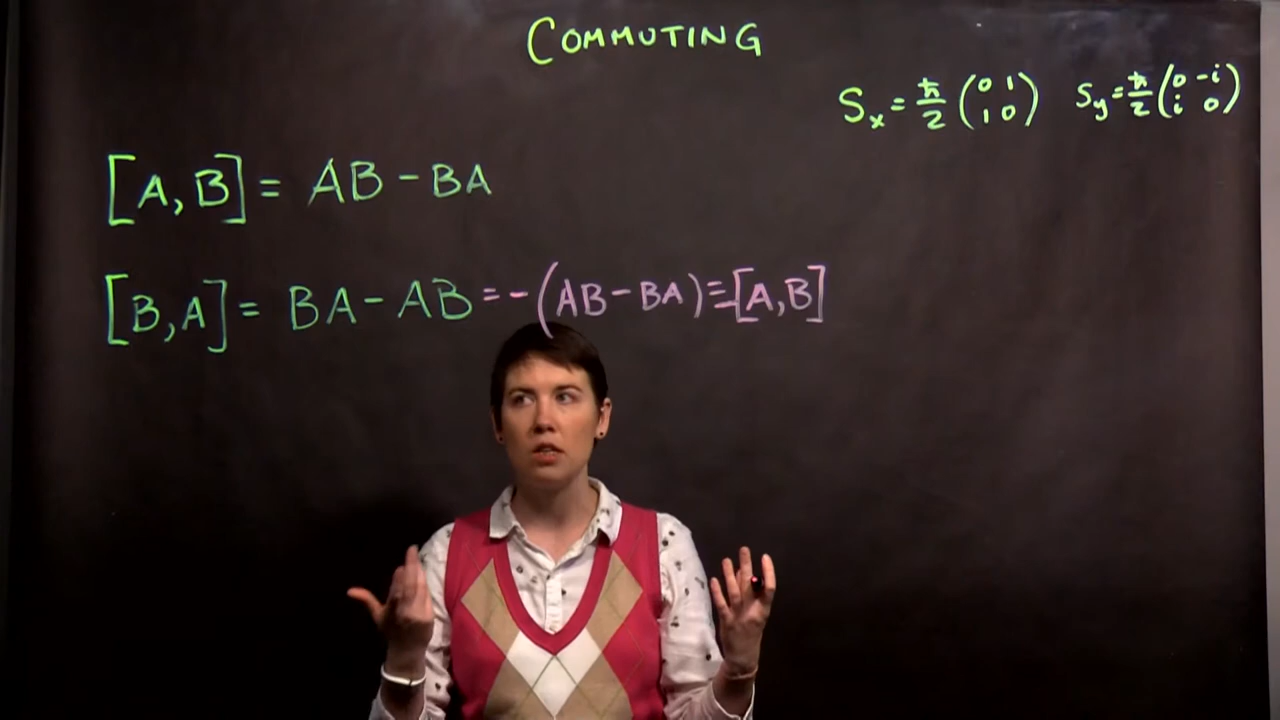 COMMUTING
Sx = ħ/2 (0 1 1 0) Sy = ħ/2 (0 -i i 0)
[A, B] = AB - BA
[B, A] = BA - AB = -(AB - BA) = -[A, B]